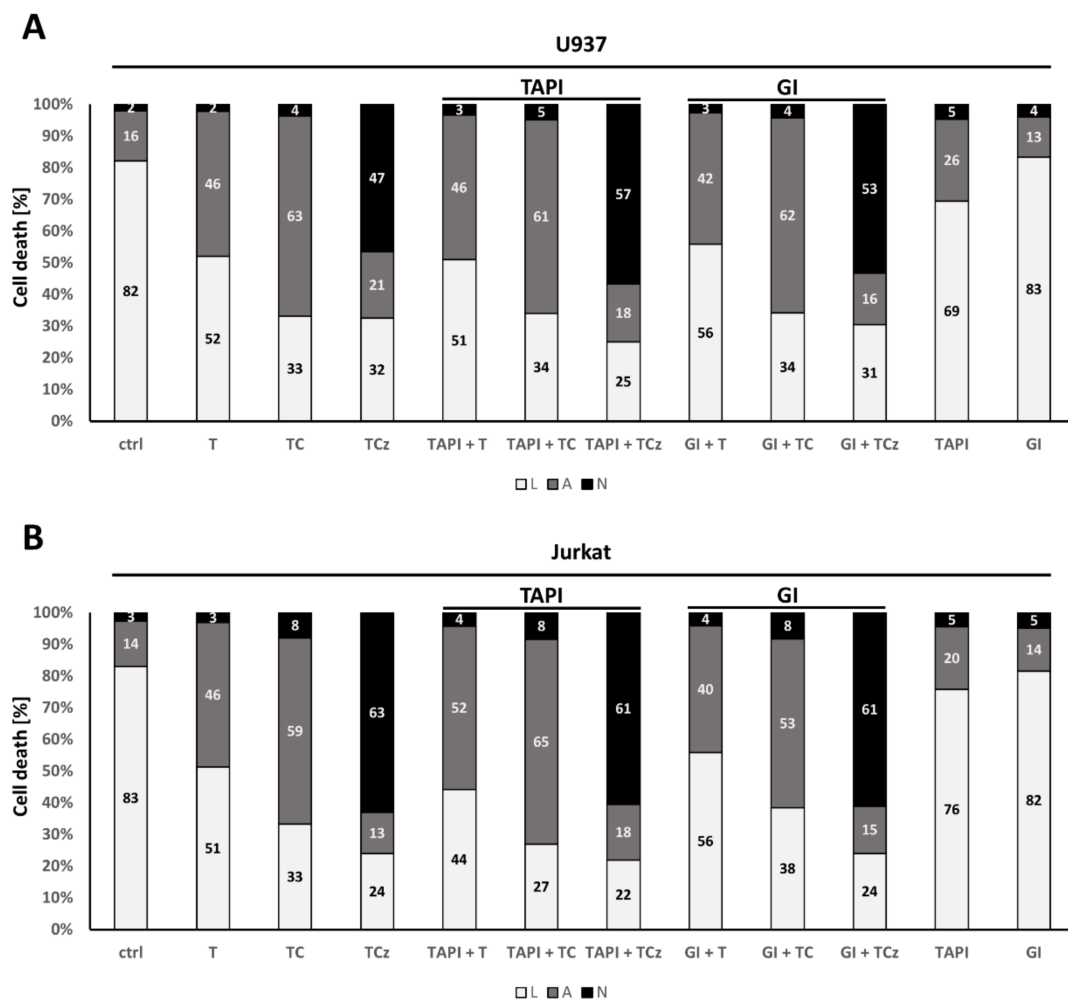 A
U937
TAPI GI
Cell death [%]
100%
90%
80%
70%
60%
50%
40%
30%
20%
10%
0%
2 2 4 47 3 5 57 3 4 53 5 4
16 46 63 21 46 61 18 42 62 16 26 13
82 52 33 32 51 34 25 56 34 31 69 83
ctrl T TC TCz TAPI + T TAPI + TC TAPI + TCz GI + T GI + TC GI + TCz TAPI GI
L A N
B
Jurkat
TAPI GI
Cell death [%]
100%
90%
80%
70%
60%
50%
40%
30%
20%
10%
0%
3 3 8 63 4 8 61 4 8 61 5 5
14 46 59 13 52 65 18 40 53 15 20 14
83 51 33 24 44 27 22 56 38 24 76 82
ctrl T TC TCz TAPI + T TAPI + TC TAPI + TCz GI + T GI + TC GI + TCz TAPI GI
L A N